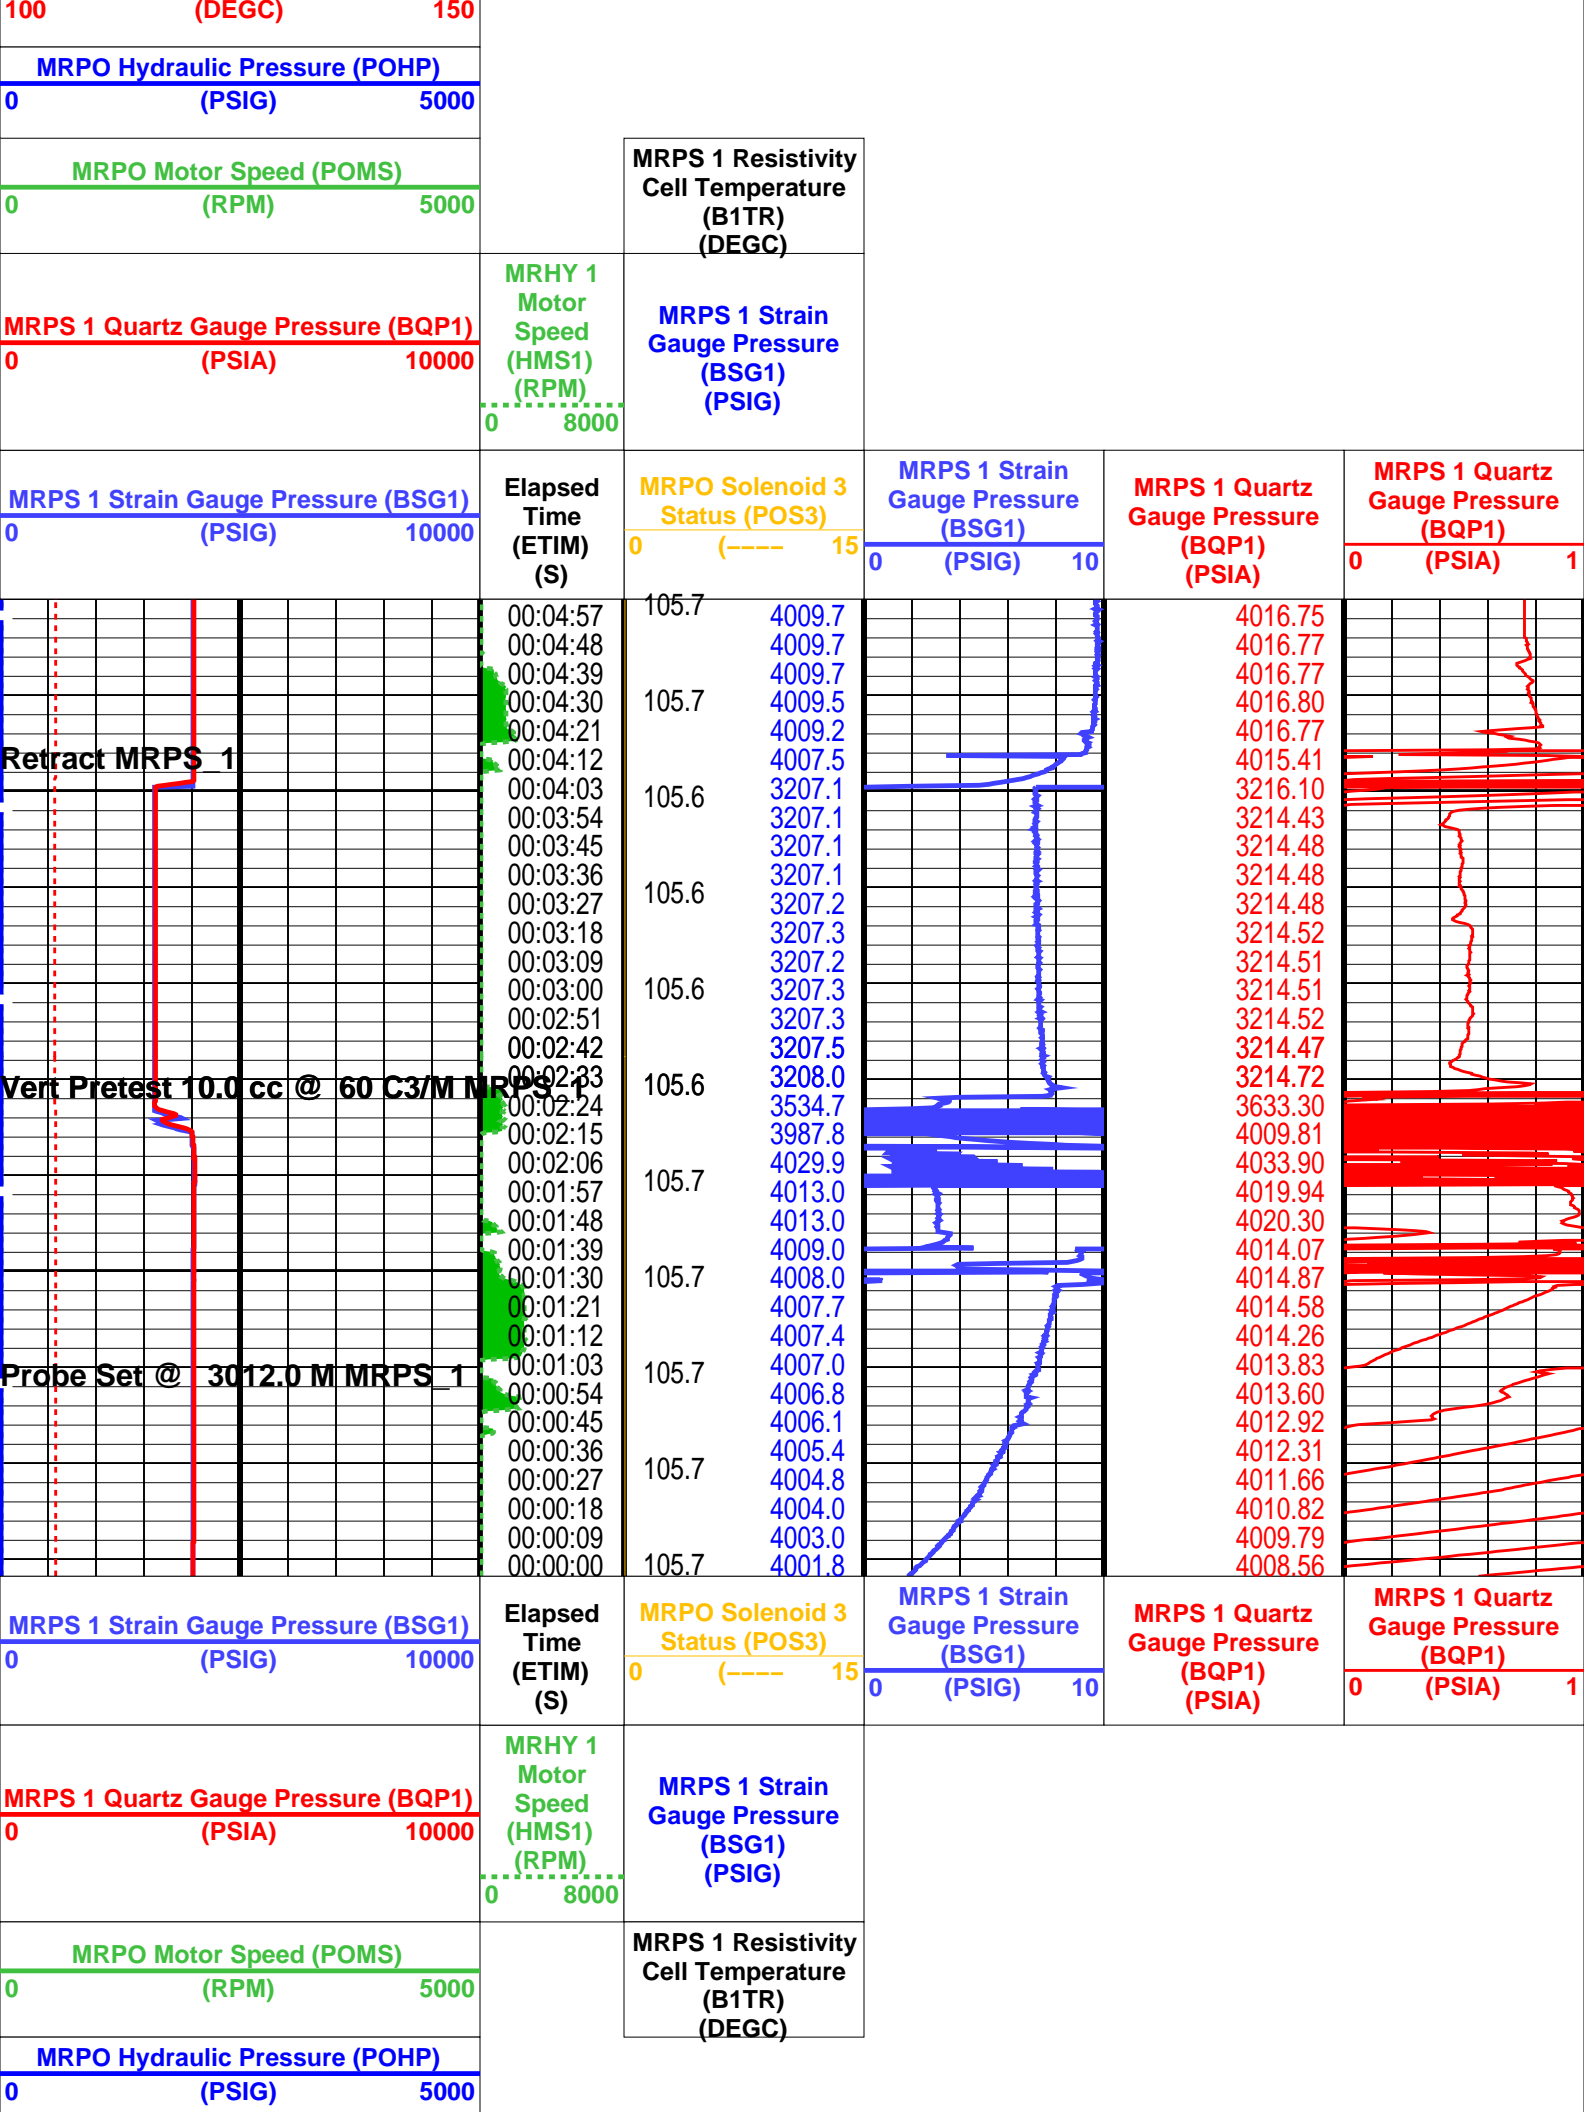 100 (DEGC) 150
MRPO Hydraulic Pressure (POHP)
0 (PSIG) 5000
MRPO Motor Speed (POMS)
0 (RPM) 5000
MRPS 1 Resistivity
Cell Temperature
(B1TR)
(DEGC)
MRPS 1 Quartz Gauge Pressure (BQP1)
0 (PSIA) 10000
MRHY 1
Motor
Speed
(HMS1)
(RPM)
0 8000
MRPS 1 Strain
Gauge Pressure
(BSG1)
(PSIG)
MRPS 1 Strain Gauge Pressure (BSG1)
0 (PSIG) 10000
Elapsed
Time
(ETIM)
(S)
MRPO Solenoid 3
Status (POS3)
0 (---- 15
MRPS 1 Strain
Gauge Pressure
(BSG1)
0 (PSIG) 10
MRPS 1 Quartz
Gauge Pressure
(BQP1)
(PSIA)
MRPS 1 Quartz
Gauge Pressure
(BQP1)
0 (PSIA) 1
105.7
00:04:57 4009.7 4016.75
00:04:48 4009.7 4016.77
00:04:39 4009.7 4016.77
00:04:30 105.7 4009.5 4016.80
00:04:21 4009.2 4016.77
Retract MRPS_1
00:04:12 4007.5 4015.41
00:04:03 105.6 3207.1 3216.10
00:03:54 3207.1 3214.43
00:03:45 3207.1 3214.48
00:03:36 105.6 3207.1 3214.48
00:03:27 3207.2 3214.48
00:03:18 3207.3 3214.52
00:03:09 3207.2 3214.51
00:03:00 105.6 3207.3 3214.51
00:02:51 3207.3 3214.52
00:02:42 3207.5 3214.47
00:02:33 105.6 3208.0 3214.72
Vert Pretest 10.0 cc @ 60 C3/M MRPS_1
00:02:24 3534.7 3633.30
00:02:15 3987.8 4009.81
00:02:06 105.7 4029.9 4033.90
00:01:57 4013.0 4019.94
00:01:48 4013.0 4020.30
00:01:39 4009.0 4014.07
00:01:30 105.7 4008.0 4014.87
00:01:21 4007.7 4014.58
00:01:12 4007.4 4014.26
00:01:03 105.7 4007.0 4013.83
Probe Set @ 3012.0 M MRPS_1
00:00:54 4006.8 4013.60
00:00:45 4006.1 4012.92
00:00:36 105.7 4005.4 4012.31
00:00:27 4004.8 4011.66
00:00:18 4004.0 4010.82
00:00:09 4003.0 4009.79
00:00:00 105.7 4001.8 4008.56
MRPS 1 Strain Gauge Pressure (BSG1)
0 (PSIG) 10000
Elapsed
Time
(ETIM)
(S)
MRPO Solenoid 3
Status (POS3)
0 (---- 15
MRPS 1 Strain
Gauge Pressure
(BSG1)
0 (PSIG) 10
MRPS 1 Quartz
Gauge Pressure
(BQP1)
(PSIA)
MRPS 1 Quartz
Gauge Pressure
(BQP1)
0 (PSIA) 1
MRPS 1 Quartz Gauge Pressure (BQP1)
0 (PSIA) 10000
MRHY 1
Motor
Speed
(HMS1)
(RPM)
0 8000
MRPS 1 Strain
Gauge Pressure
(BSG1)
(PSIG)
MRPO Motor Speed (POMS)
0 (RPM) 5000
MRPS 1 Resistivity
Cell Temperature
(B1TR)
(DEGC)
MRPO Hydraulic Pressure (POHP)
0 (PSIG) 5000